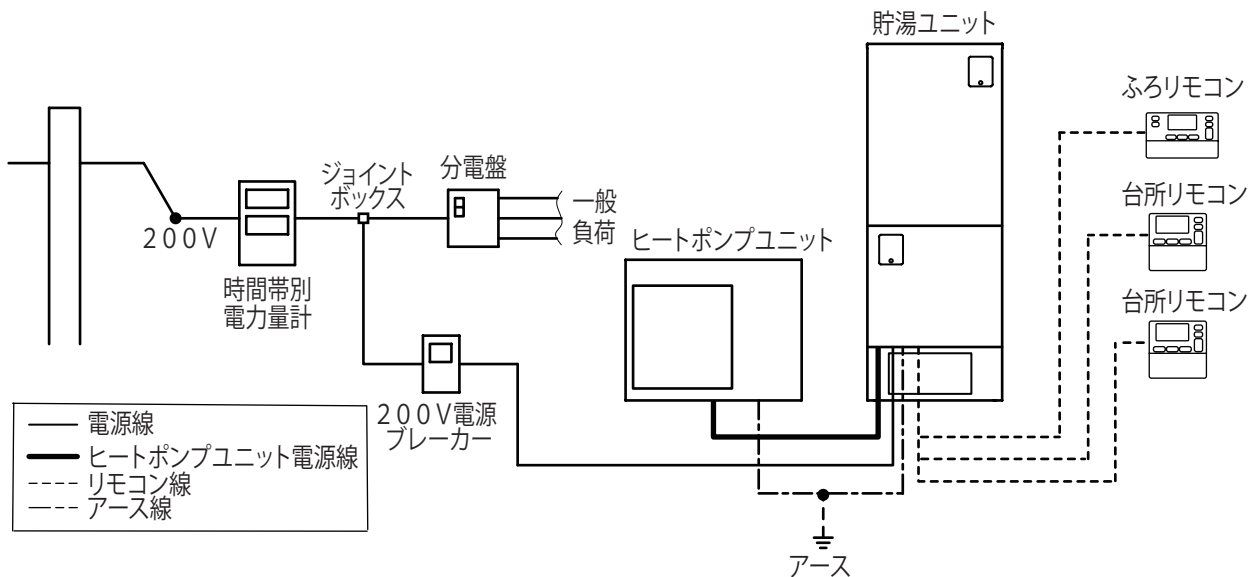 貯湯ユニット
ふろリモコン
ジョイント
ボックス
分電盤
一般
負荷
台所リモコン
200V
ヒートポンプユニット
時間帯別
電力量計
台所リモコン
200V電源
ブレーカー
電源線
ヒートポンプユニット電源線
リモコン線
アース線
アース